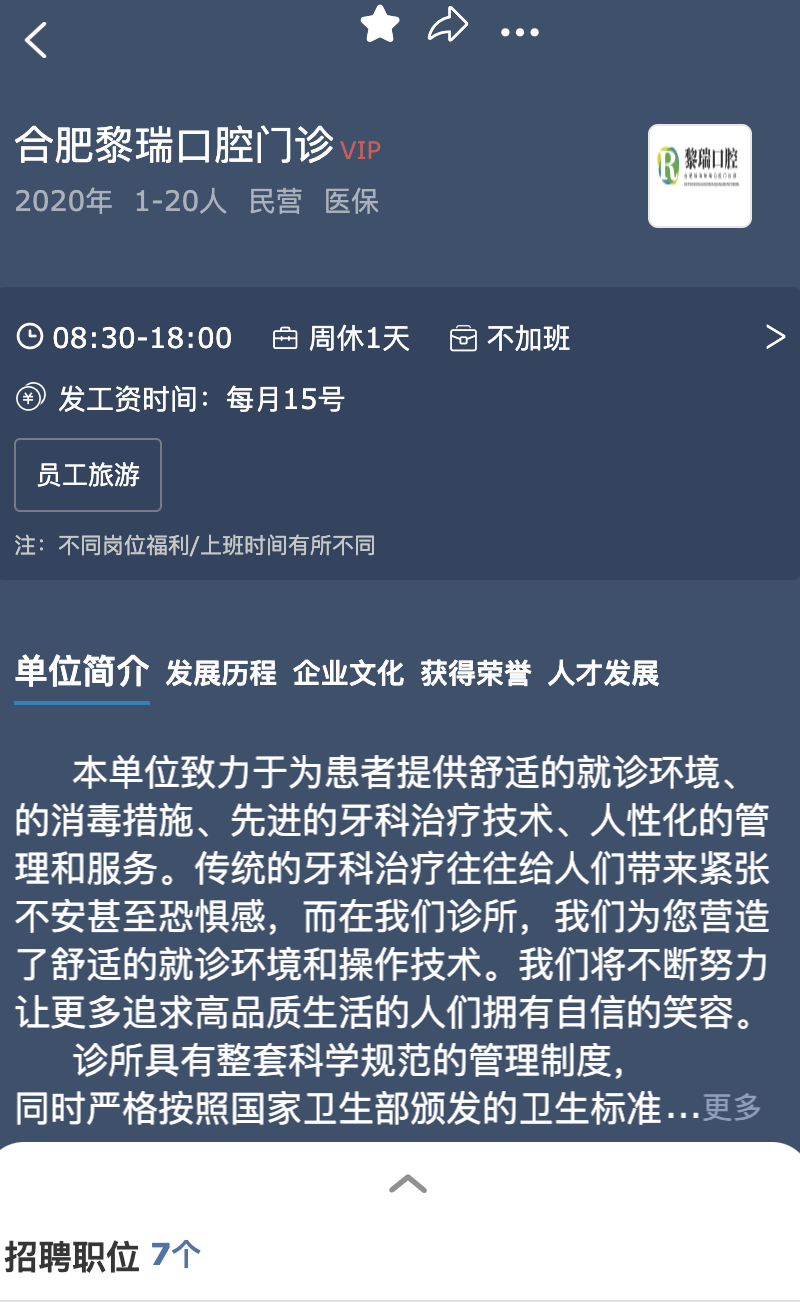 合肥黎瑞口腔门诊 VIP
2020年 1-20人 民营 医保
黎瑞口腔
08:30-18:00 周休1天 不加班 >
发工资时间：每月15号
员工旅游
注：不同岗位福利/上班时间有所不同
单位简介 发展历程 企业文化 获得荣誉 人才发展
本单位致力于为患者提供舒适的就诊环境、
的消毒措施、先进的牙科治疗技术、人性化的管
理和服务。传统的牙科治疗往往给人们带来紧张
不安甚至恐惧感，而在我们诊所，我们为您营造
了舒适的就诊环境和操作技术。我们将不断努力
让更多追求高品质生活的人们拥有自信的笑容。
诊所具有整套科学规范的管理制度，
同时严格按照国家卫生部颁发的卫生标准...更多
招聘职位 7个